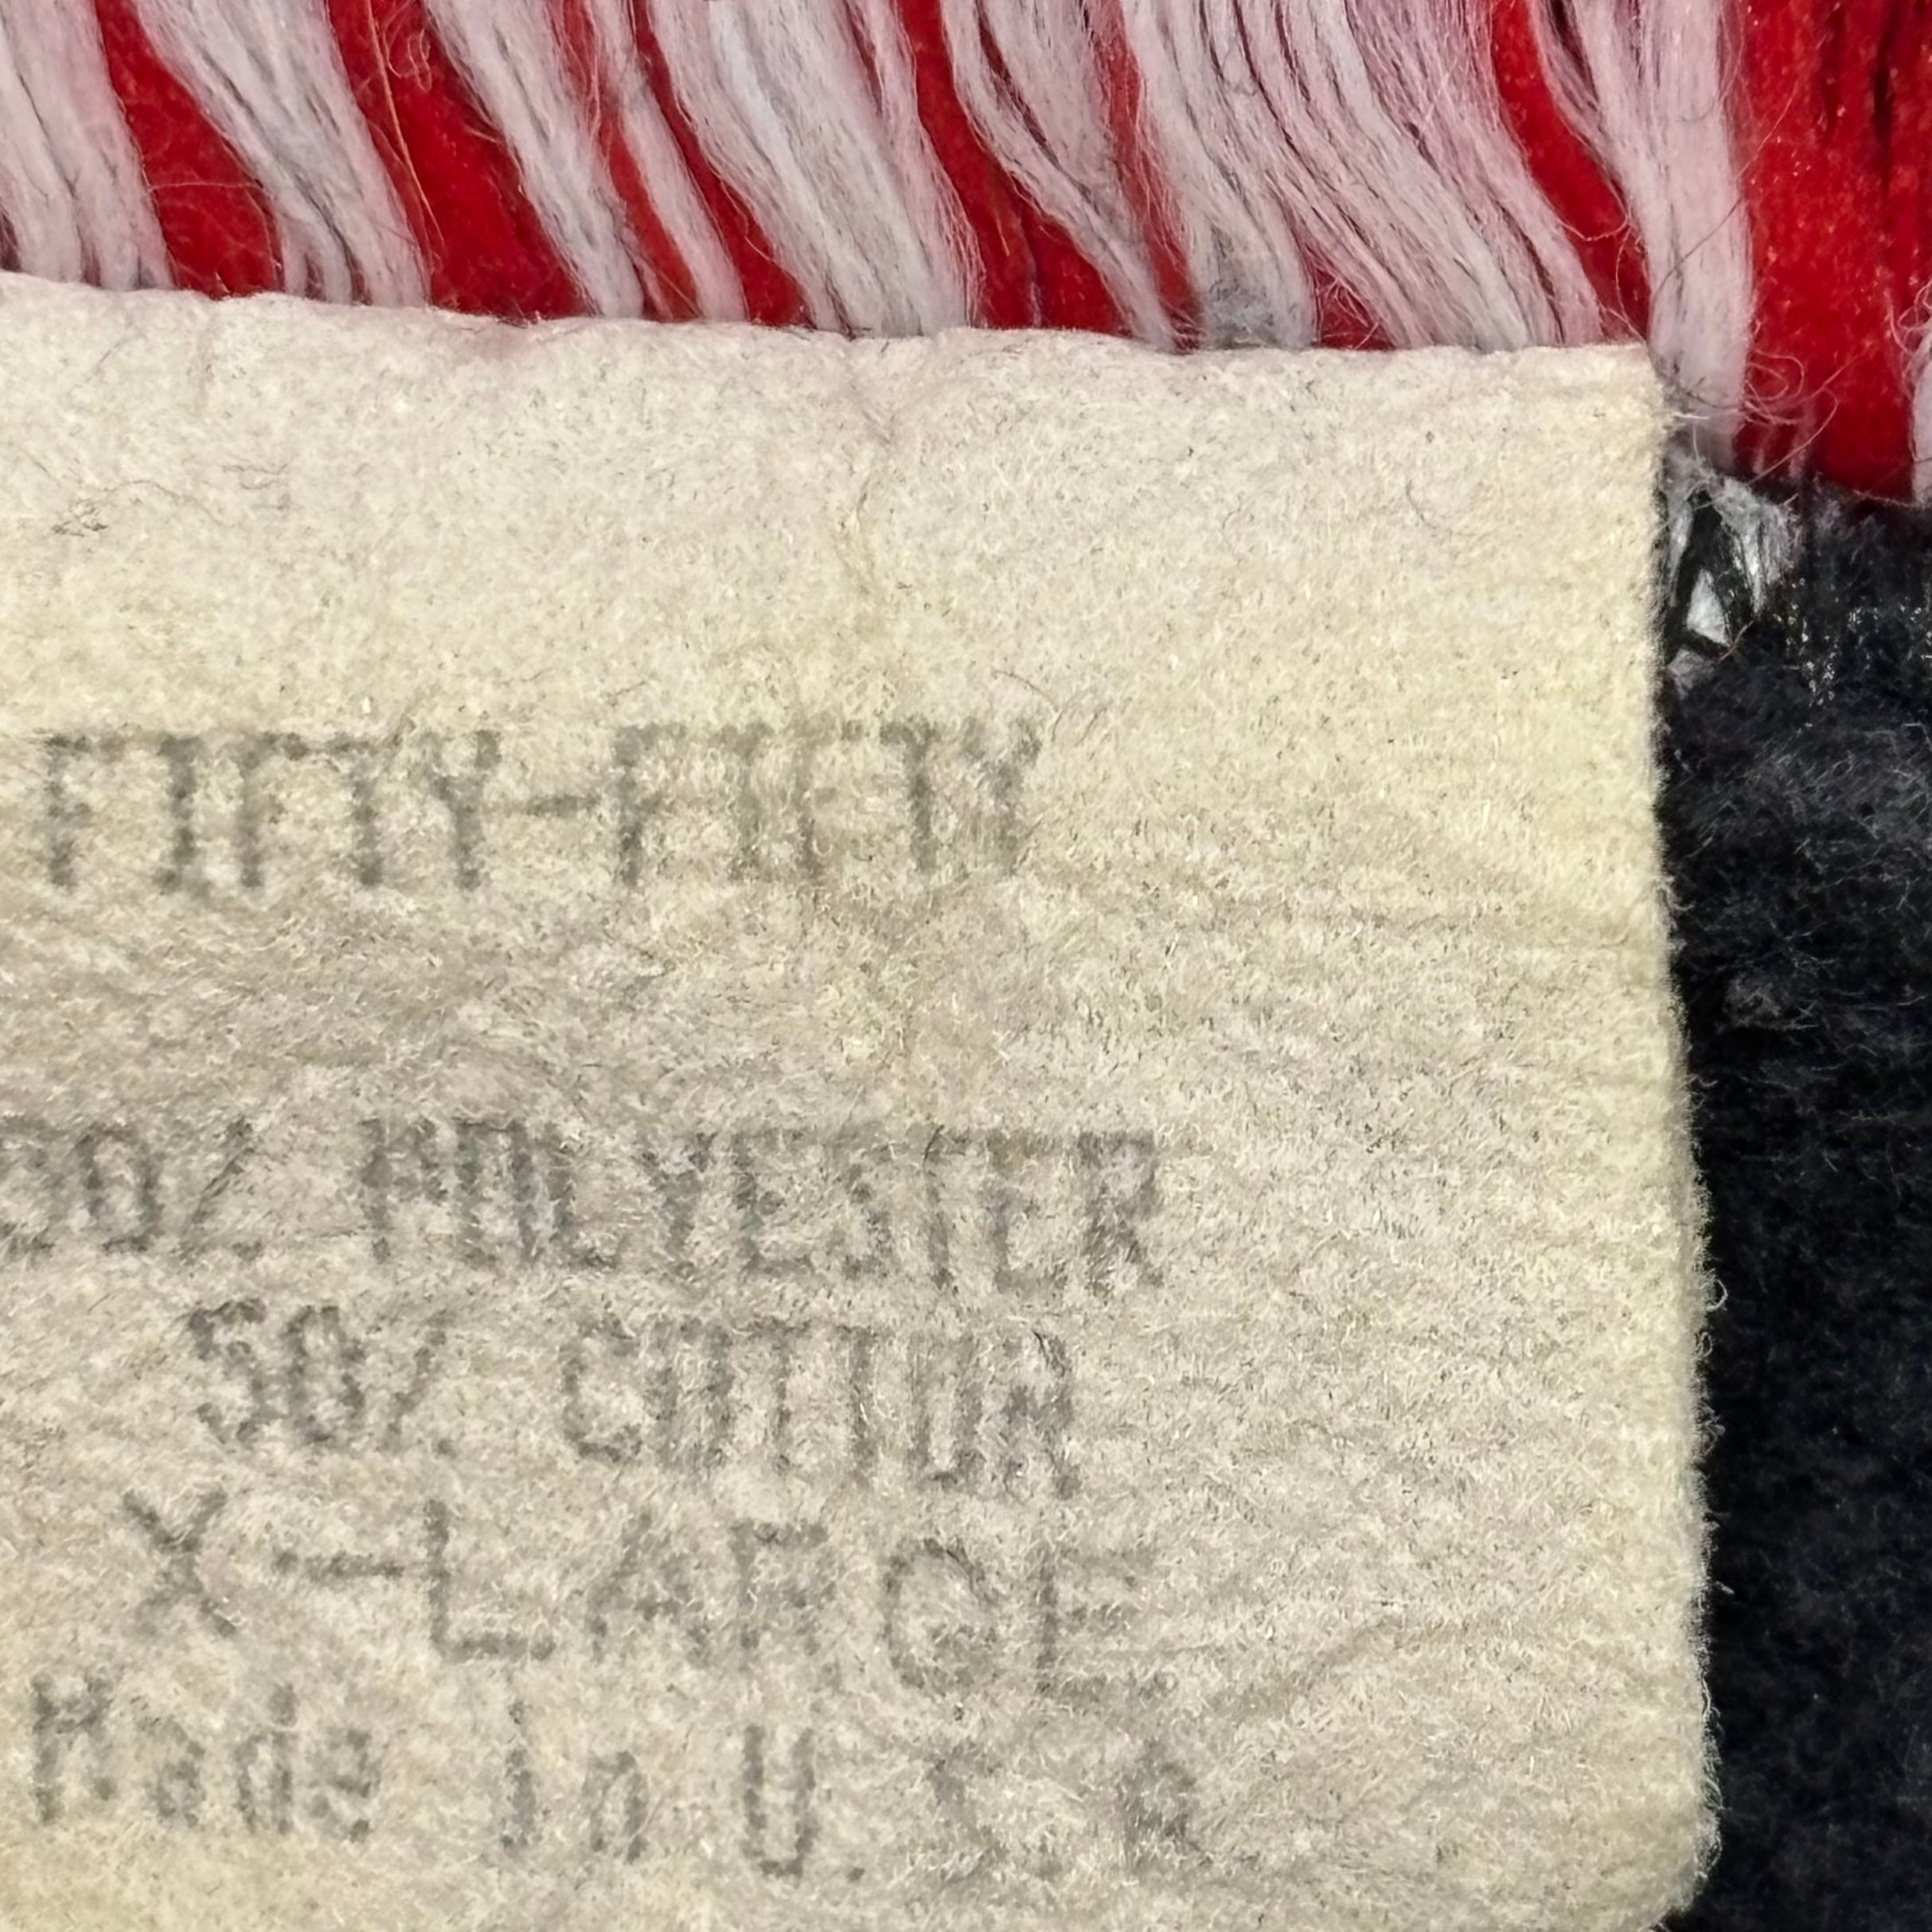 FIFTY-FIFTY
50% POLYESTER
50% COTTON
X-LARGE
Made in U.S.A